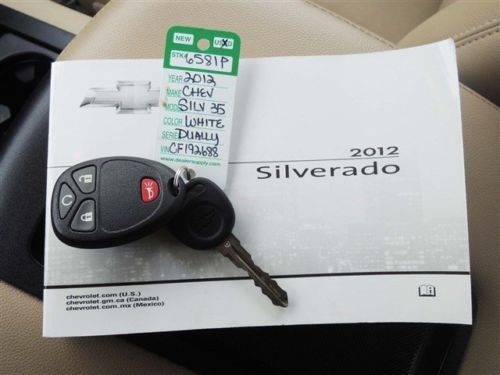 NEW USED
STK# 6581P
YEAR 2012
MAKE CHEV
MODEL SILV 35
COLOR WHITE
SERIES DUALLY
VIN CF192688
www.dealersupply.com
2012
Silverado
chevrolet.com (U.S.)
chevrolet.gm.ca (Canada)
chevrolet.com.mx (Mexico)